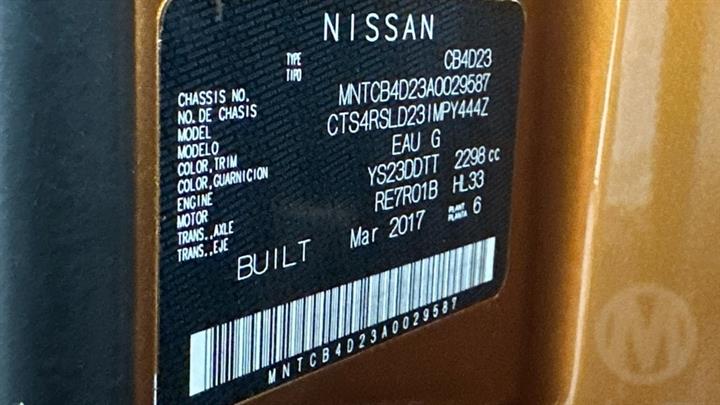 NISSAN
TYPE
TIPO CB4D23
CHASSIS NO.
NO. DE CHASIS MNTCB4D23A0029587
MODEL
MODELO CTS4RSLD23IMPY444Z
COLOR, TRIM
COLOR, GUARNICION EAU G
ENGINE
MOTOR YS23DDTT 2298 cc
TRANS., AXLE
TRANS., EJE RE7R01B HL33
BUILT Mar 2017 PLANT
PLANTA 6
MNTCB4D23A0029587
M